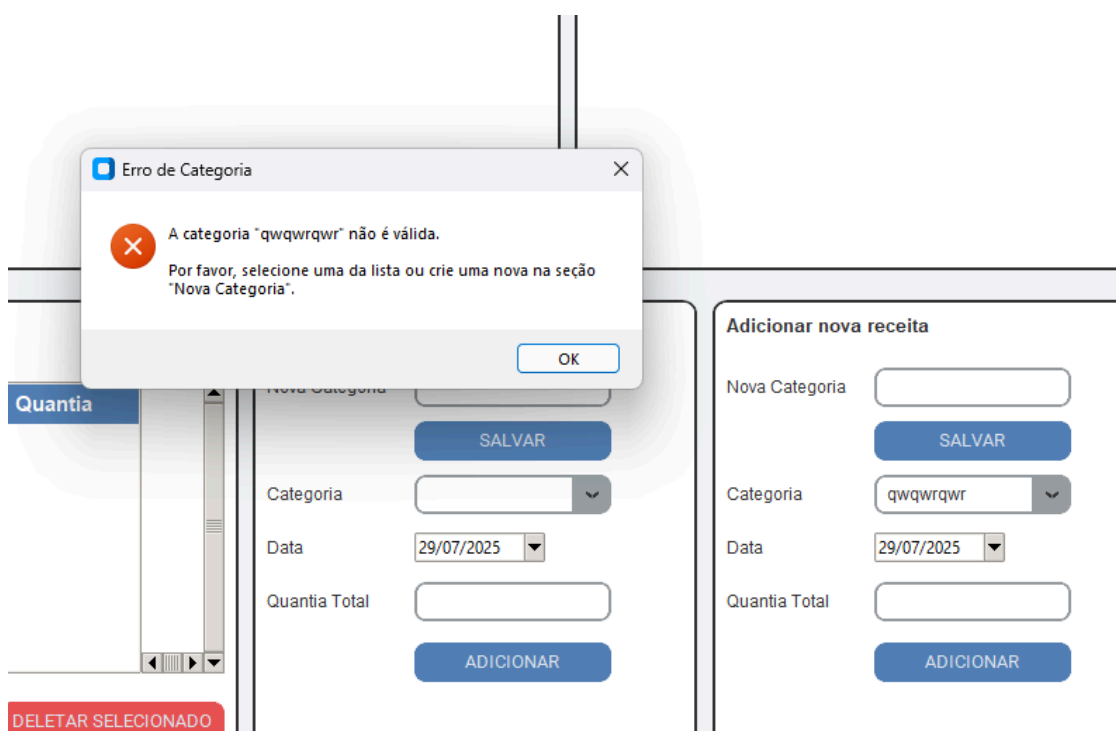 Erro de Categoria
A categoria "qwqwrqwr" não é válida.
Por favor, selecione uma da lista ou crie uma nova na seção
"Nova Categoria".
OK
Quantia
DELETAR SELECIONADO
Nova Categoria
SALVAR
Categoria
Data 29/07/2025
Quantia Total
ADICIONAR
Adicionar nova receita
Nova Categoria
SALVAR
Categoria qwqwrqwr
Data 29/07/2025
Quantia Total
ADICIONAR